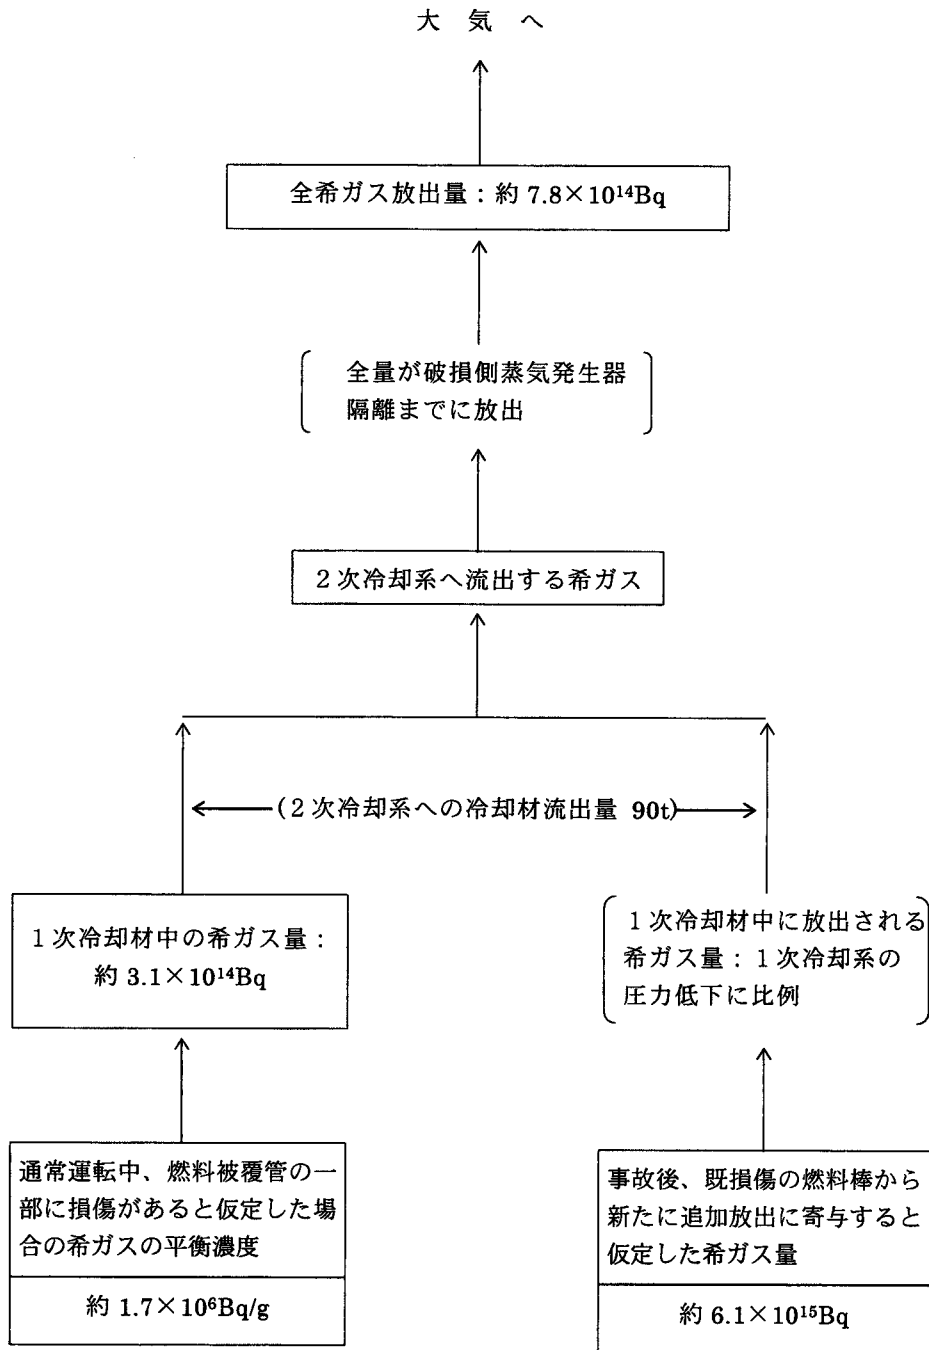 大 気 へ
全希ガス放出量：約 7.8×10¹⁴Bq
全量が破損側蒸気発生器
隔離までに放出
２次冷却系へ流出する希ガス
(２次冷却系への冷却材流出量 90t)
１次冷却材中の希ガス量：
約 3.1×10¹⁴Bq
１次冷却材中に放出される
希ガス量：１次冷却系の
圧力低下に比例
通常運転中、燃料被覆管の一
部に損傷があると仮定した場
合の希ガスの平衡濃度
約 1.7×10⁶Bq/g
事故後、既損傷の燃料棒から
新たに追加放出に寄与すると
仮定した希ガス量
約 6.1×10¹⁵Bq